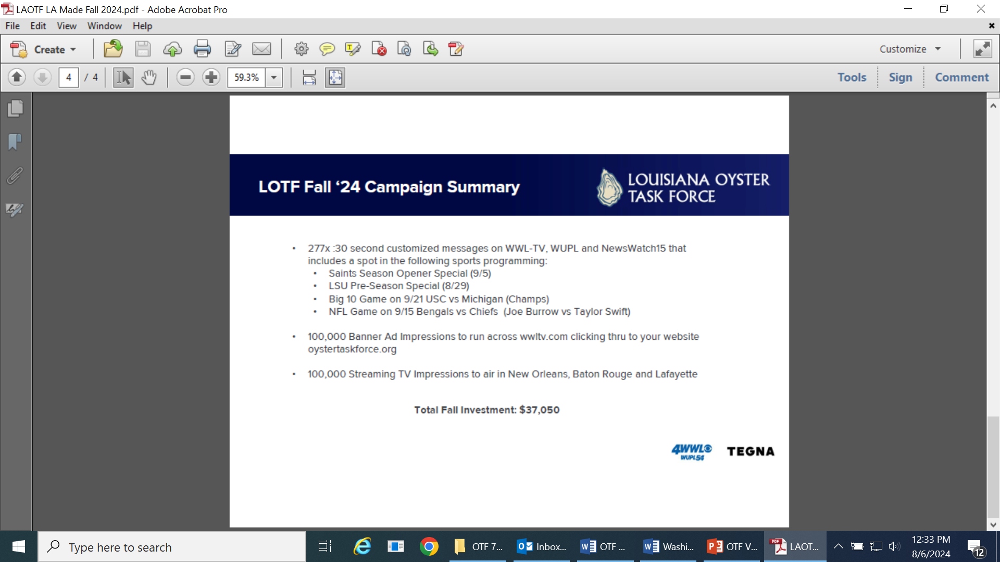 LAOTF LA Made Fall 2024.pdf - Adobe Acrobat Pro
File Edit View Window Help
Create
Customize
4 / 4
59.3%
Tools Sign Comment
LOTF Fall ‘24 Campaign Summary
LOUISIANA OYSTER
TASK FORCE
• 277x :30 second customized messages on WWL-TV, WUPL and NewsWatch15 that
includes a spot in the following sports programming:
• Saints Season Opener Special (9/5)
• LSU Pre-Season Special (8/29)
• Big 10 Game on 9/21 USC vs Michigan (Champs)
• NFL Game on 9/15 Bengals vs Chiefs (Joe Burrow vs Taylor Swift)
• 100,000 Banner Ad Impressions to run across wwltv.com clicking thru to your website
oystertaskforce.org
• 100,000 Streaming TV Impressions to air in New Orleans, Baton Rouge and Lafayette
Total Fall Investment: $37,050
4WWL
WUPL54
TEGNA
Type here to search
OTF 7...
Inbox...
OTF ...
Washi...
OTF V...
LAOT...
12:33 PM
8/6/2024
12